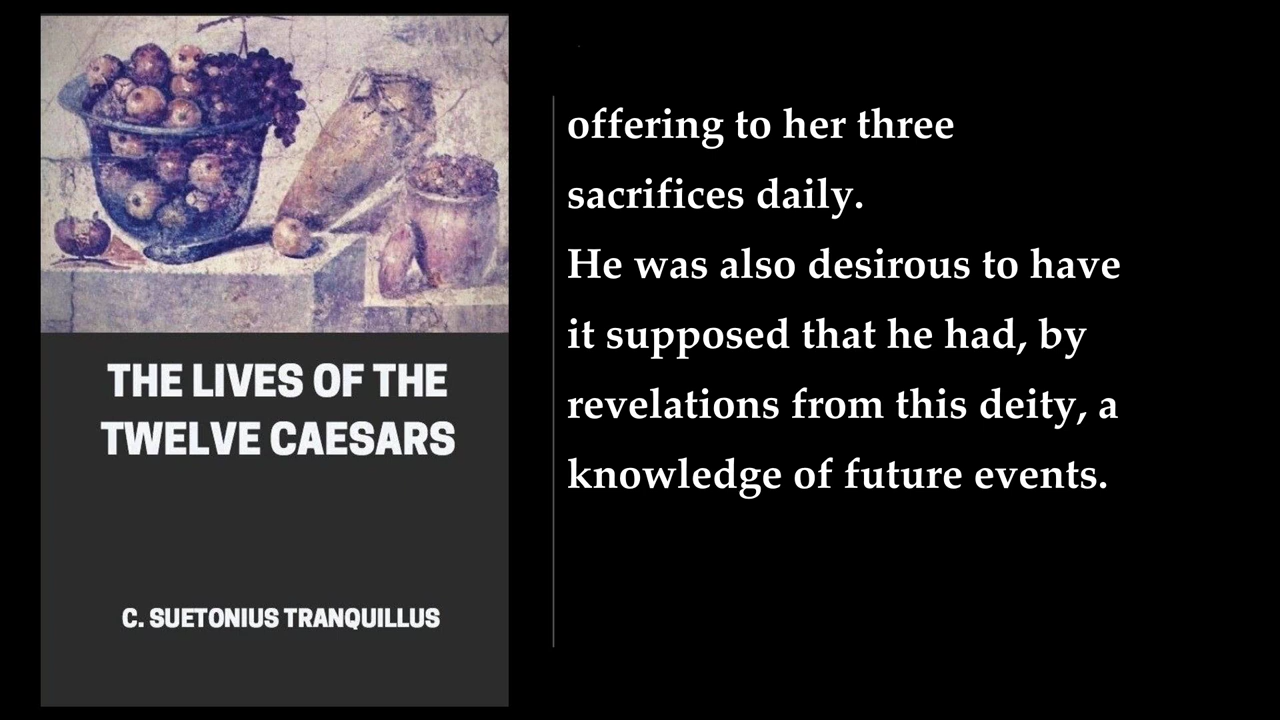 THE LIVES OF THE
TWELVE CAESARS
C. SUETONIUS TRANQUILLUS
offering to her three
sacrifices daily.
He was also desirous to have
it supposed that he had, by
revelations from this deity, a
knowledge of future events.